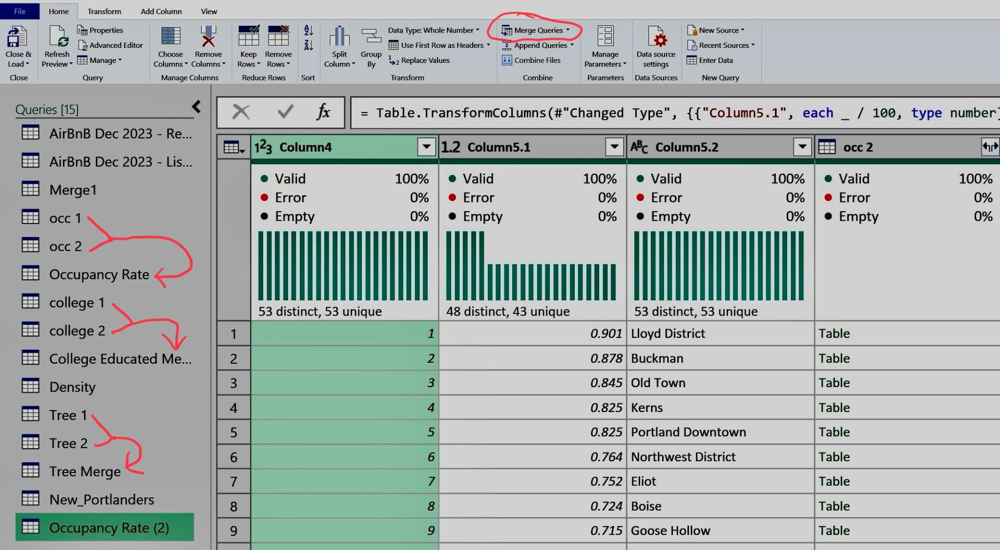 File Home Transform Add Column View
Close & Load
Close
Refresh Preview
Properties
Advanced Editor
Manage
Query
Choose Columns
Remove Columns
Manage Columns
Keep Rows
Remove Rows
Reduce Rows
Sort
Split Column
Group By
Data Type: Whole Number
Use First Row as Headers
Replace Values
Transform
Merge Queries
Append Queries
Combine Files
Combine
Manage Parameters
Parameters
Data source settings
Data Sources
New Source
Recent Sources
Enter Data
New Query
Queries [15]
AirBnB Dec 2023 - Re...
AirBnB Dec 2023 - Lis...
Merge1
occ 1
occ 2
Occupancy Rate
college 1
college 2
College Educated Me...
Density
Tree 1
Tree 2
Tree Merge
New_Portlanders
Occupancy Rate (2)
fx = Table.TransformColumns(#"Changed Type", {{"Column5.1", each _ / 100, type number}
123 Column4 1.2 Column5.1 ABC Column5.2 occ 2
Valid 100% Valid 100% Valid 100% Valid 100%
Error 0% Error 0% Error 0% Error 0%
Empty 0% Empty 0% Empty 0% Empty 0%
53 distinct, 53 unique 48 distinct, 43 unique 53 distinct, 53 unique
1 1 0.901 Lloyd District Table
2 2 0.878 Buckman Table
3 3 0.845 Old Town Table
4 4 0.825 Kerns Table
5 5 0.825 Portland Downtown Table
6 6 0.764 Northwest District Table
7 7 0.752 Eliot Table
8 8 0.724 Boise Table
9 9 0.715 Goose Hollow Table